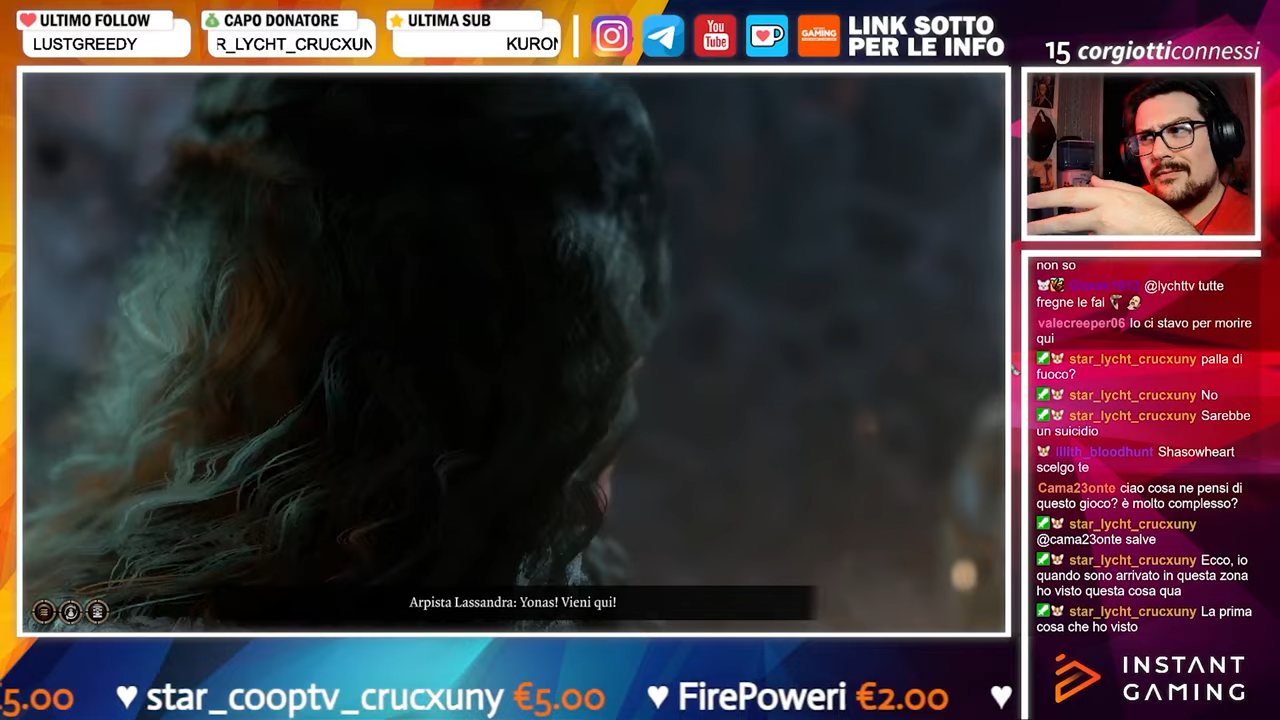 ULTIMO FOLLOW
LUSTGREEDY
CAPO DONATORE
R_LYCHT_CRUCXUN
ULTIMA SUB
KURON
You
Tube
INSTANT
GAMING
LINK SOTTO
PER LE INFO
15 corgiotticonnessi
non so
@lychttv tutte
fregne le fai
valecreeper06 Io ci stavo per morire
qui
star_lycht_crucxuny palla di
fuoco?
star_lycht_crucxuny No
star_lycht_crucxuny Sarebbe
un suicidio
lilith_bloodhunt Shasowheart
scelgo te
Cama23onte ciao cosa ne pensi di
questo gioco? è molto complesso?
star_lycht_crucxuny
@cama23onte salve
star_lycht_crucxuny Ecco, io
quando sono arrivato in questa zona
ho visto questa cosa qua
star_lycht_crucxuny La prima
cosa che ho visto
Arpista Lassandra: Yonas! Vieni qui!
5.00 star_cooptv_crucxuny €5.00 FirePoweri €2.00
INSTANT
GAMING